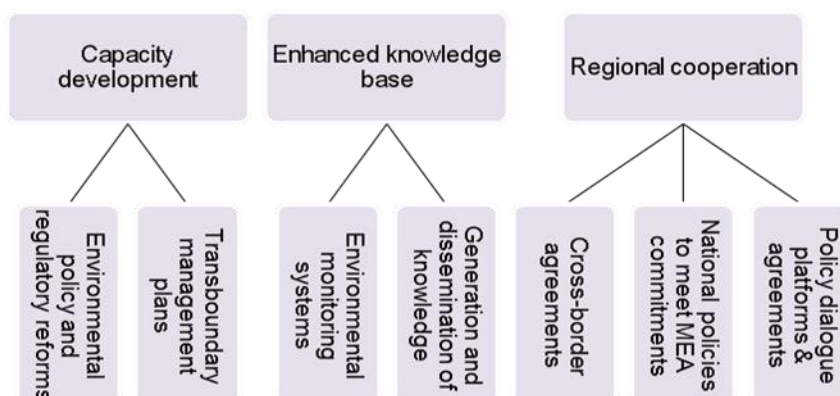 Capacity
development
Enhanced knowledge
base
Regional cooperation
Environmental
policy and
regulatory reforms
Transboundary
management
plans
Environmental
monitoring
systems
Generation and
dissemination of
knowledge
Cross-border
agreements
National policies
to meet MEA
commitments
Policy dialogue
platforms &
agreements